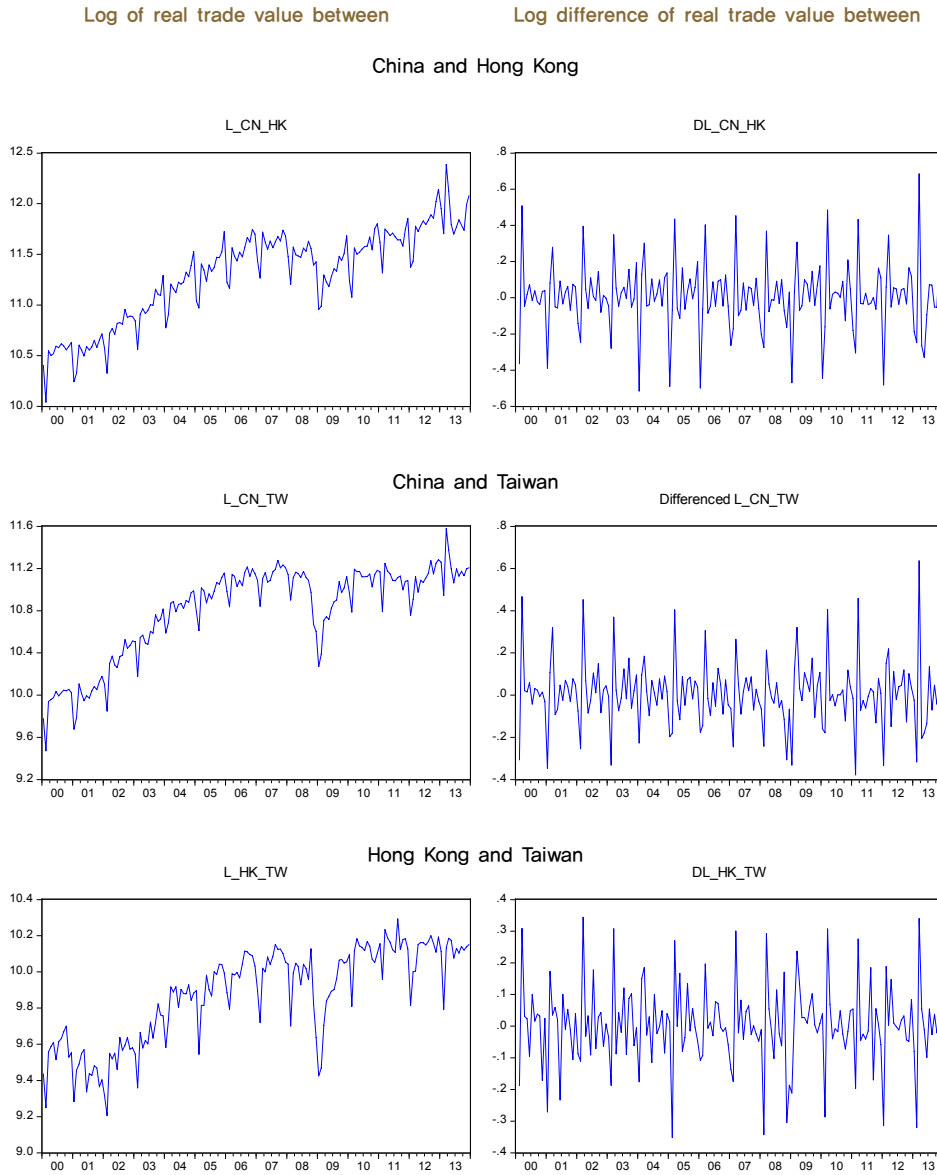 Log of real trade value between Log difference of real trade value between
China and Hong Kong
L_CN_HK DL_CN_HK
12.5 .8
12.0 .6
.4
11.5 .2
11.0 .0
-.2
10.5 -.4
10.0 -.6
00 01 02 03 04 05 06 07 08 09 10 11 12 13 00 01 02 03 04 05 06 07 08 09 10 11 12 13
China and Taiwan
L_CN_TW Differenced L_CN_TW
11.6 .8
11.2 .6
10.8 .4
10.4 .2
10.0 .0
9.6 -.2
9.2 -.4
00 01 02 03 04 05 06 07 08 09 10 11 12 13 00 01 02 03 04 05 06 07 08 09 10 11 12 13
Hong Kong and Taiwan
L_HK_TW DL_HK_TW
10.4 .4
10.2 .3
10.0 .2
9.8 .1
.0
9.6 -.1
9.4 -.2
9.2 -.3
9.0 -.4
00 01 02 03 04 05 06 07 08 09 10 11 12 13 00 01 02 03 04 05 06 07 08 09 10 11 12 13